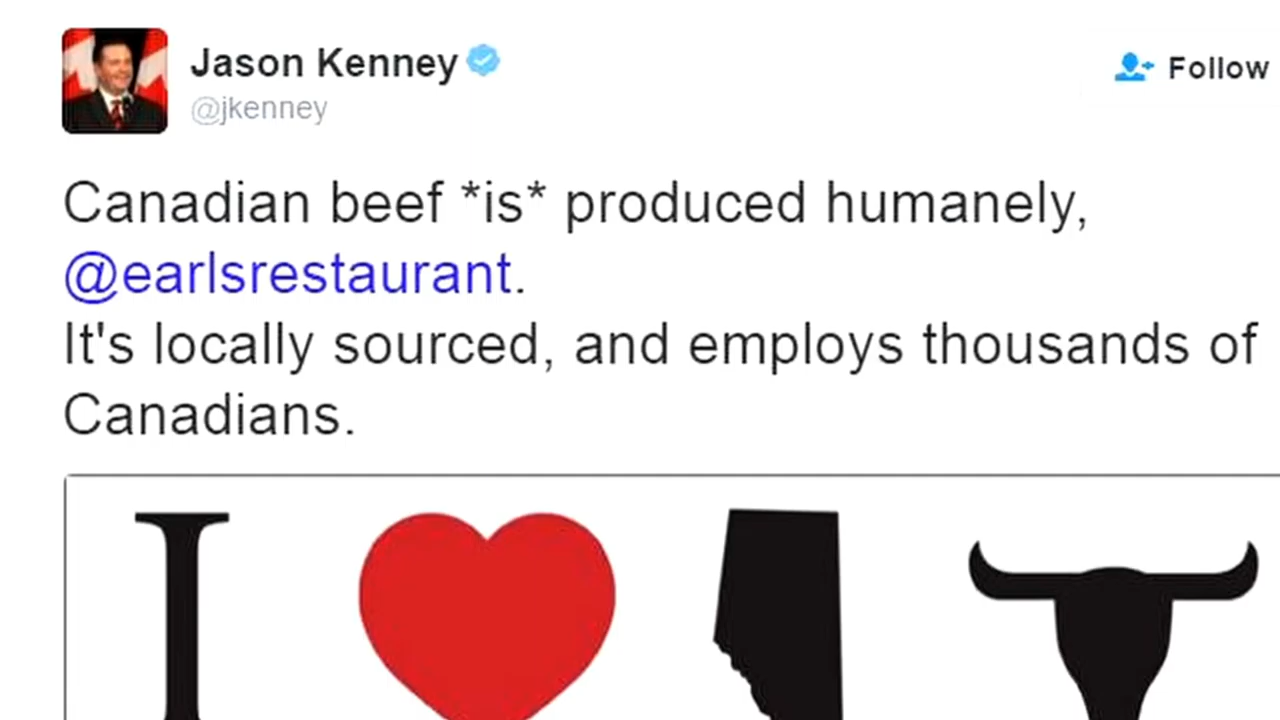 Jason Kenney
@jkenney
Follow
Canadian beef *is* produced humanely,
@earlsrestaurant.
It's locally sourced, and employs thousands of
Canadians.
I